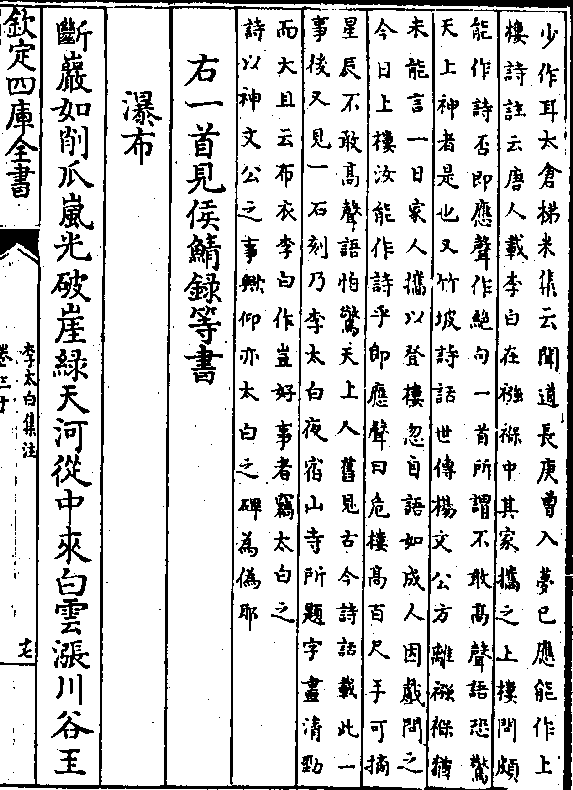 少作耳太倉梯米集云聞道長庚曾入夢已應能作上
樓詩註云唐人載李白在襁褓中其家攜之上樓問頗
能作詩否即應聲作絕句一首所謂不敢高聲語恐驚
天上神者是也又竹坡詩話世傳楊文公方離襁褓猶
未能言一日家人攜以登樓忽自語如成人因戲問之
今日上樓汝能作詩乎即應聲曰危樓高百尺手可摘
星辰不敢高聲語怕驚天上人舊見古今詩話載此一
事後又見一石刻乃李太白夜宿山寺所題字畫清勁
而大且云布衣李白作豈好事者竊太白之
詩以神文公之事歟抑亦太白之碑為偽耶
右一首見侯鯖錄等書
瀑布
斷巖如削瓜嵐光破崖綠天河從中來白雲漲川谷玉
欽定四庫全書
李太白集注
卷三十
十七